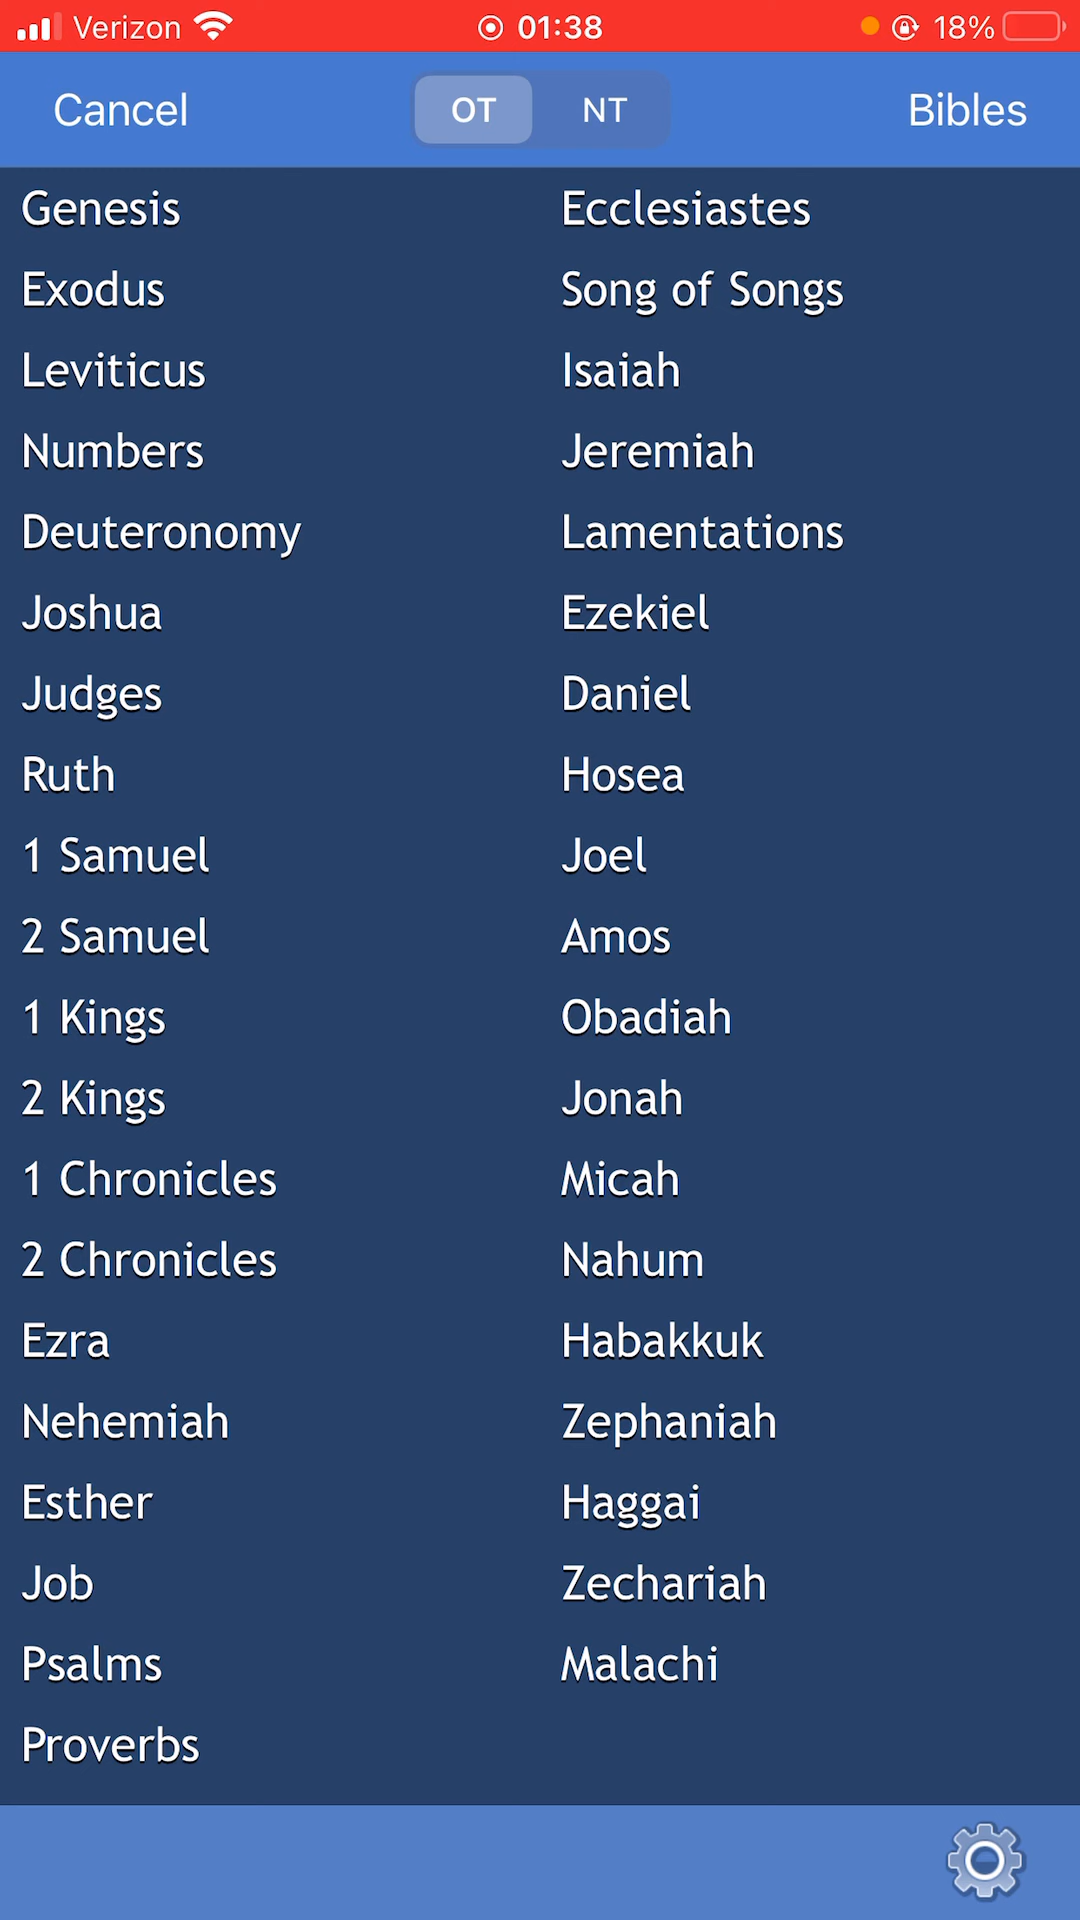 Verizon 01:38 18%
Cancel OT NT Bibles
Genesis
Exodus
Leviticus
Numbers
Deuteronomy
Joshua
Judges
Ruth
1 Samuel
2 Samuel
1 Kings
2 Kings
1 Chronicles
2 Chronicles
Ezra
Nehemiah
Esther
Job
Psalms
Proverbs
Ecclesiastes
Song of Songs
Isaiah
Jeremiah
Lamentations
Ezekiel
Daniel
Hosea
Joel
Amos
Obadiah
Jonah
Micah
Nahum
Habakkuk
Zephaniah
Haggai
Zechariah
Malachi